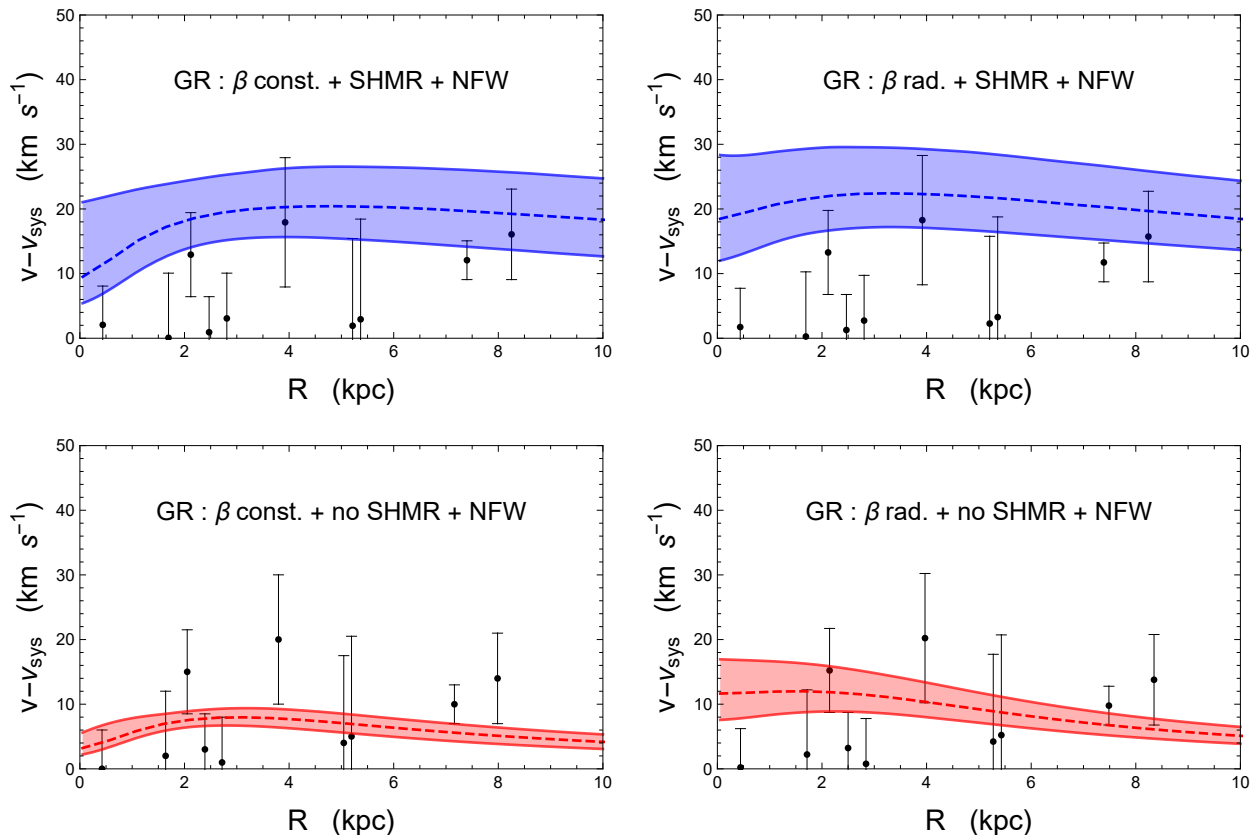 GR : β const. + SHMR + NFW
v−v_sys (km s⁻¹)
50
40
30
20
10
0
0 2 4 6 8 10
R (kpc)
GR : β rad. + SHMR + NFW
v−v_sys (km s⁻¹)
50
40
30
20
10
0
0 2 4 6 8 10
R (kpc)
GR : β const. + no SHMR + NFW
v−v_sys (km s⁻¹)
50
40
30
20
10
0
0 2 4 6 8 10
R (kpc)
GR : β rad. + no SHMR + NFW
v−v_sys (km s⁻¹)
50
40
30
20
10
0
0 2 4 6 8 10
R (kpc)